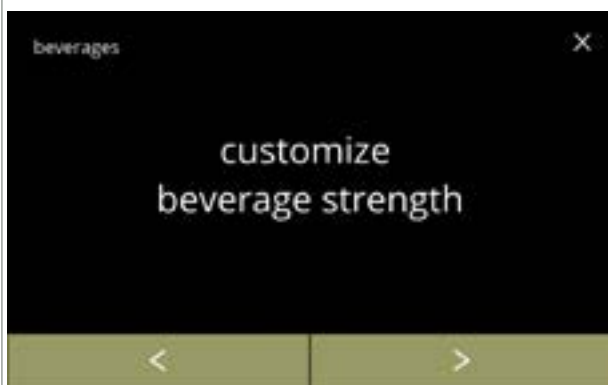 beverages ×
customize
beverage strength
< >